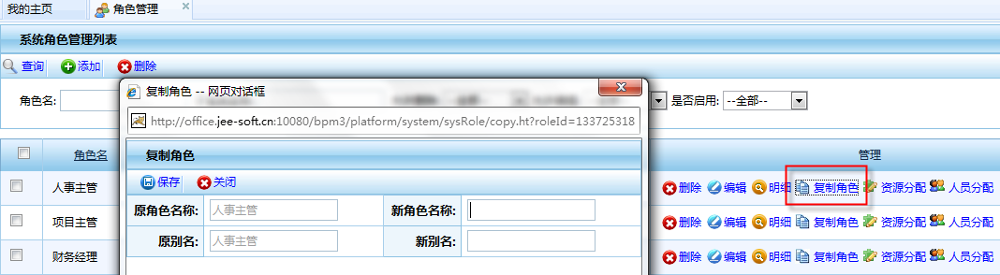 我的主页 角色管理
系统角色管理列表
查询 添加 删除
角色名: 是否启用: --全部--
复制角色 -- 网页对话框
http://office.jee-soft.cn:10080/bpm3/platform/system/sysRole/copy.ht?roleId=133725318
复制角色
保存 关闭
原角色名称: 人事主管 新角色名称:
原别名: 人事主管 新别名:
角色名 管理
人事主管 删除 编辑 明细 复制角色 资源分配 人员分配
项目主管 删除 编辑 明细 复制角色 资源分配 人员分配
财务经理 删除 编辑 明细 复制角色 资源分配 人员分配